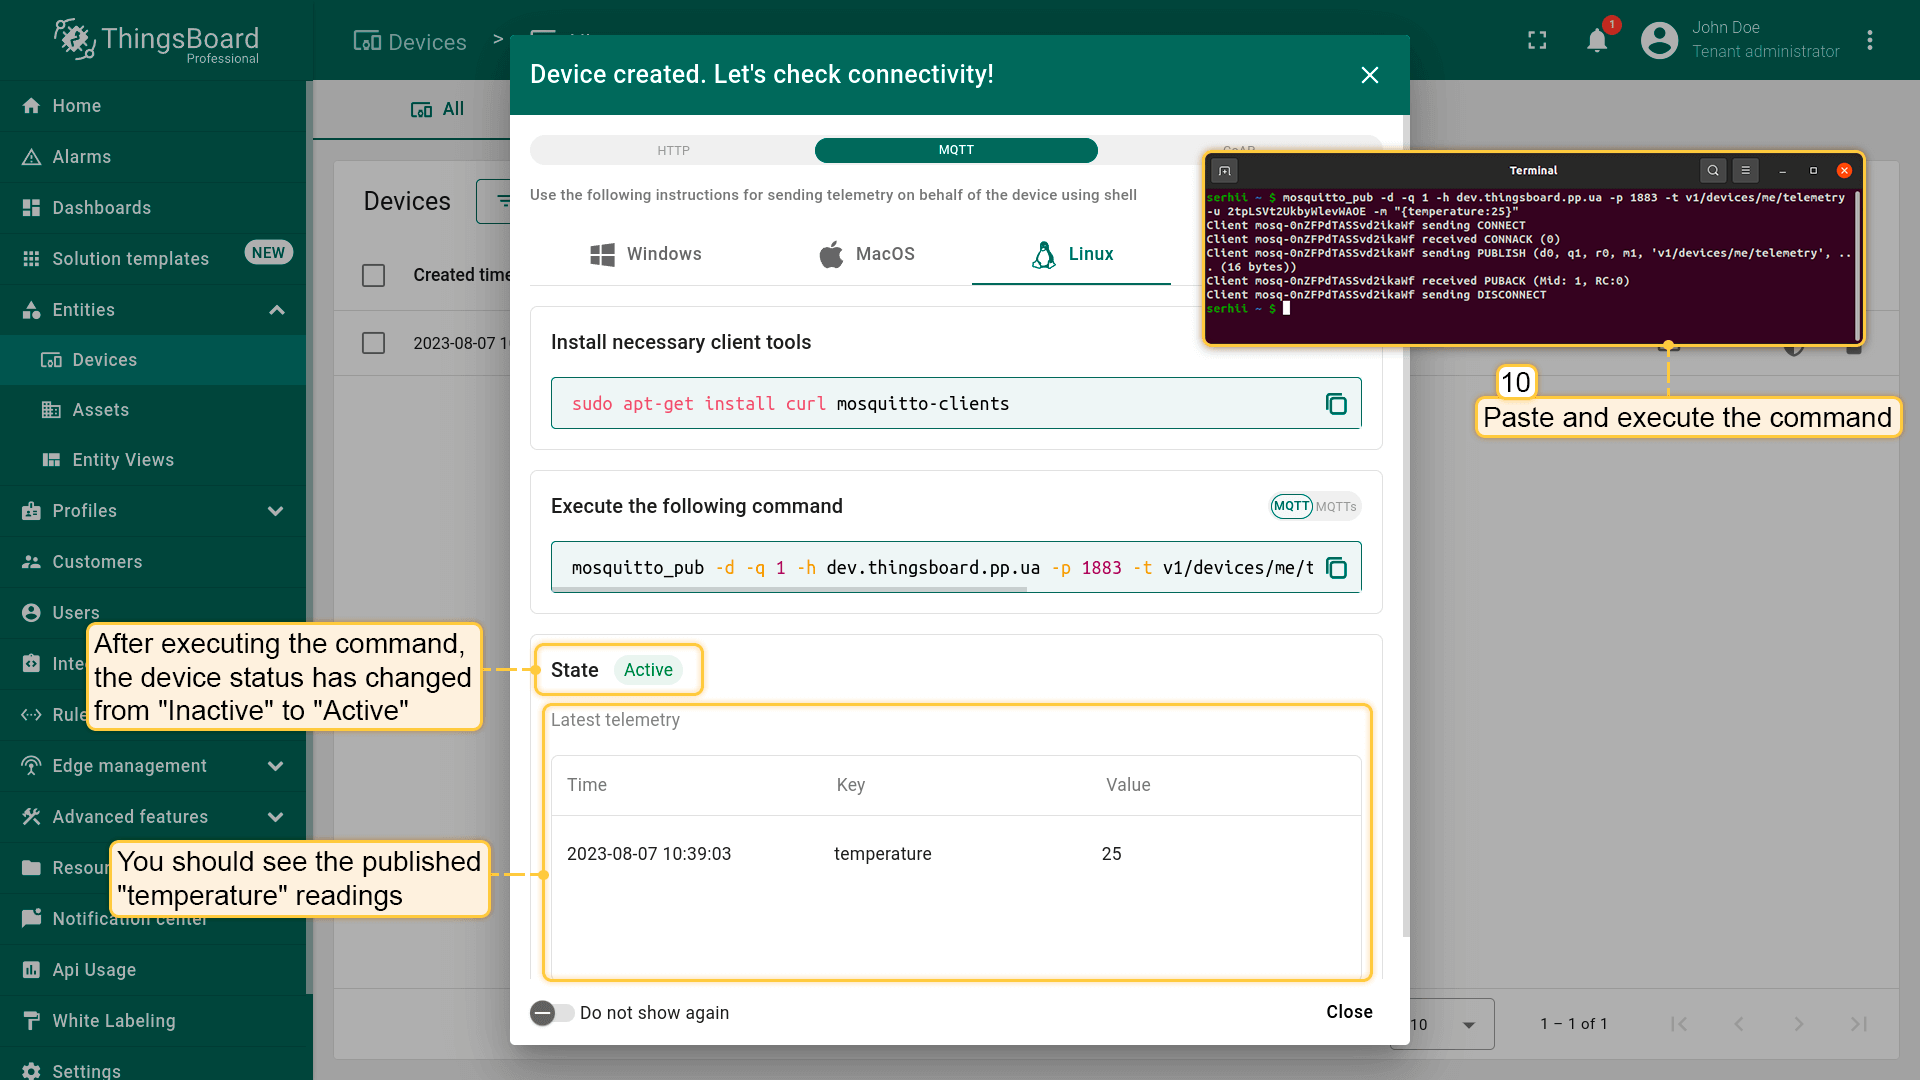 ThingsBoard
Professional
Devices >
1
John Doe
Tenant administrator
Home
Alarms
Dashboards
Solution templates NEW
Entities
Devices
Assets
Entity Views
Profiles
Customers
Users
Edge management
Advanced features
Notification center
Api Usage
White Labeling
Settings
All
Devices
Created time
2023-08-07
Device created. Let's check connectivity!
HTTP MQTT CoAP
Use the following instructions for sending telemetry on behalf of the device using shell
Windows MacOS Linux
Install necessary client tools
sudo apt-get install curl mosquitto-clients
Execute the following command
MQTT MQTTs
mosquitto_pub -d -q 1 -h dev.thingsboard.pp.ua -p 1883 -t v1/devices/me/t
State Active
Latest telemetry
Time Key Value
2023-08-07 10:39:03 temperature 25
Do not show again
Close
Terminal
serhii ~ $ mosquitto_pub -d -q 1 -h dev.thingsboard.pp.ua -p 1883 -t v1/devices/me/telemetry
-u 2tpLSVt2UkbyWlevWAOE -m "{temperature:25}"
Client mosq-0nZFPdTASSvd2ikaWf sending CONNECT
Client mosq-0nZFPdTASSvd2ikaWf received CONNACK (0)
Client mosq-0nZFPdTASSvd2ikaWf sending PUBLISH (d0, q1, r0, m1, 'v1/devices/me/telemetry', ..
. (16 bytes))
Client mosq-0nZFPdTASSvd2ikaWf received PUBACK (Mid: 1, RC:0)
Client mosq-0nZFPdTASSvd2ikaWf sending DISCONNECT
serhii ~ $
10
Paste and execute the command
After executing the command,
the device status has changed
from "Inactive" to "Active"
You should see the published
"temperature" readings
10
1 – 1 of 1